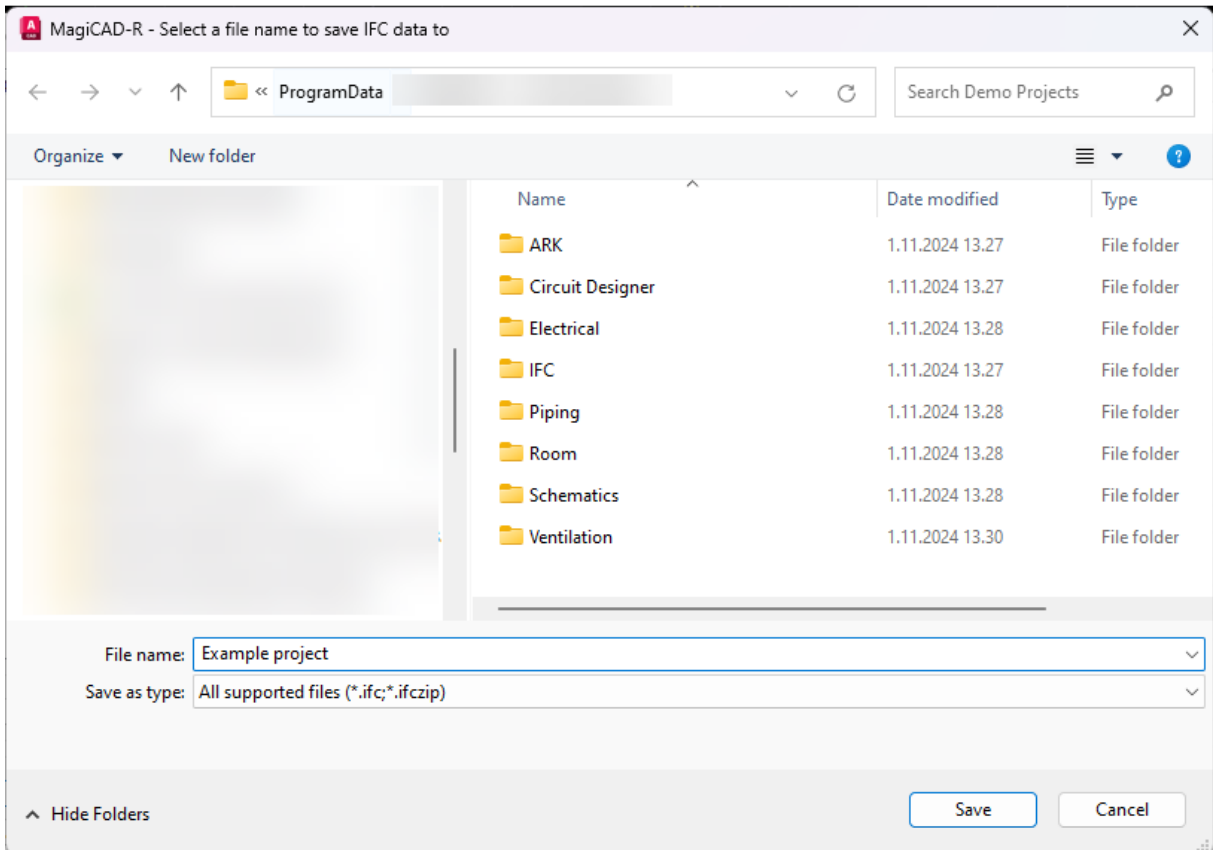 MagiCAD-R - Select a file name to save IFC data to
« ProgramData
Search Demo Projects
Organize New folder
Name Date modified Type
ARK 1.11.2024 13.27 File folder
Circuit Designer 1.11.2024 13.27 File folder
Electrical 1.11.2024 13.28 File folder
IFC 1.11.2024 13.27 File folder
Piping 1.11.2024 13.28 File folder
Room 1.11.2024 13.28 File folder
Schematics 1.11.2024 13.28 File folder
Ventilation 1.11.2024 13.30 File folder
File name: Example project
Save as type: All supported files (*.ifc;*.ifczip)
Hide Folders Save Cancel